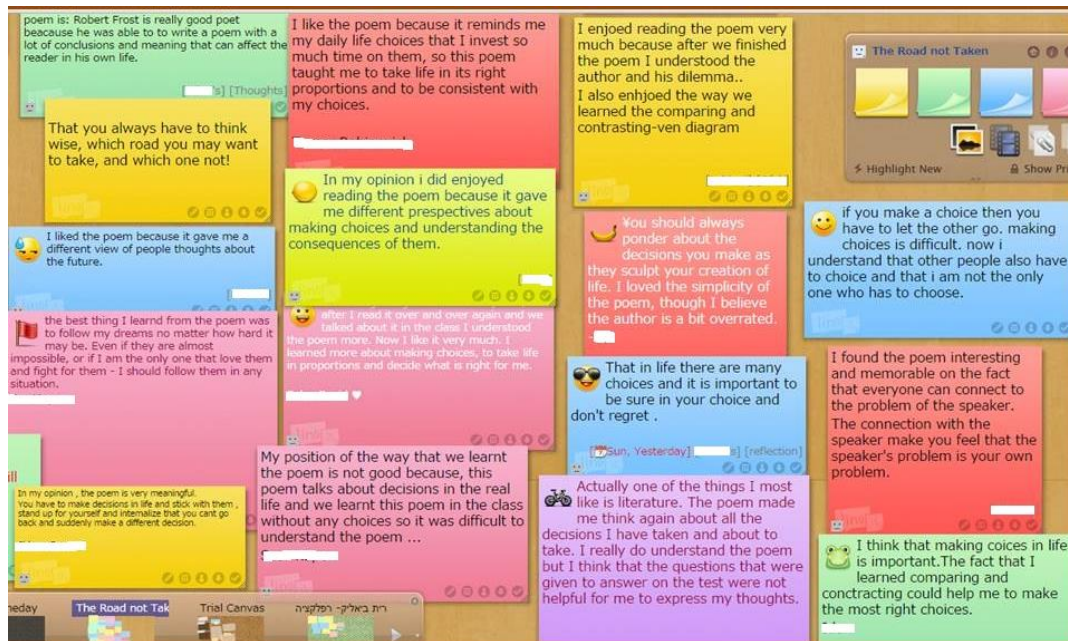 poem is: Robert Frost is really good poet
beacause he was able to to write a poem with a
lot of conclusions and meaning that can affect the
reader in his own life.
's] [Thoughts]
That you always have to think
wise, which road you may want
to take, and which one not!
I liked the poem because it gave me a
different view of people thoughts about
the future.
the best thing I learnd from the poem was
to follow my dreams no matter how hard it
may be. Even if they are almost
impossible, or if I am the only one that love them
and fight for them - I should follow them in any
situation.
In my opinion , the poem is very meaningful.
You have to make decisions in life and stick with them ,
stand up for yourself and internalize that you cant go
back and suddenly make a different decision.
I like the poem because it reminds me
my daily life choices that I invest so
much time on them, so this poem
taught me to take life in its right
proportions and to be consistent with
my choices.
In my opinion i did enjoyed
reading the poem because it gave
me different prespectives about
making choices and understanding the
consequences of them.
after I read it over and over again and we
talked about it in the class I understood
the poem more. Now I like it very much. I
learned more about making choices, to take life
in proportions and decide what is right for me.
My position of the way that we learnt
the poem is not good because, this
poem talks about decisions in the real
life and we learnt this poem in the class
without any choices so it was difficult to
understand the poem ...
I enjoed reading the poem very
much because after we finished
the poem I understood the
author and his dilemma..
I also enhjoed the way we
learned the comparing and
contrasting-ven diagram
You should always
ponder about the
decisions you make as
they sculpt your creation of
life. I loved the simplicity of
the poem, though I believe
the author is a bit overrated.
That in life there are many
choices and it is important to
be sure in your choice and
don't regret .
[Sun, Yesterday] s] [reflection]
Actually one of the things I most
like is literature. The poem made
me think again about all the
decisions I have taken and about to
take. I really do understand the poem
but I think that the questions that were
given to answer on the test were not
helpful for me to express my thoughts.
The Road not Taken
Highlight New
Show Pri
if you make a choice then you
have to let the other go. making
choices is difficult. now i
understand that other people also have
to choice and that i am not the only
one who has to choose.
I found the poem interesting
and memorable on the fact
that everyone can connect to
the problem of the speaker.
The connection with the
speaker make you feel that the
speaker's problem is your own
problem.
I think that making coices in life
is important.The fact that I
learned comparing and
conctracting could help me to make
the most right choices.
neday
The Road not Tak
Trial Canvas
רית ביאליק- רפלקציה